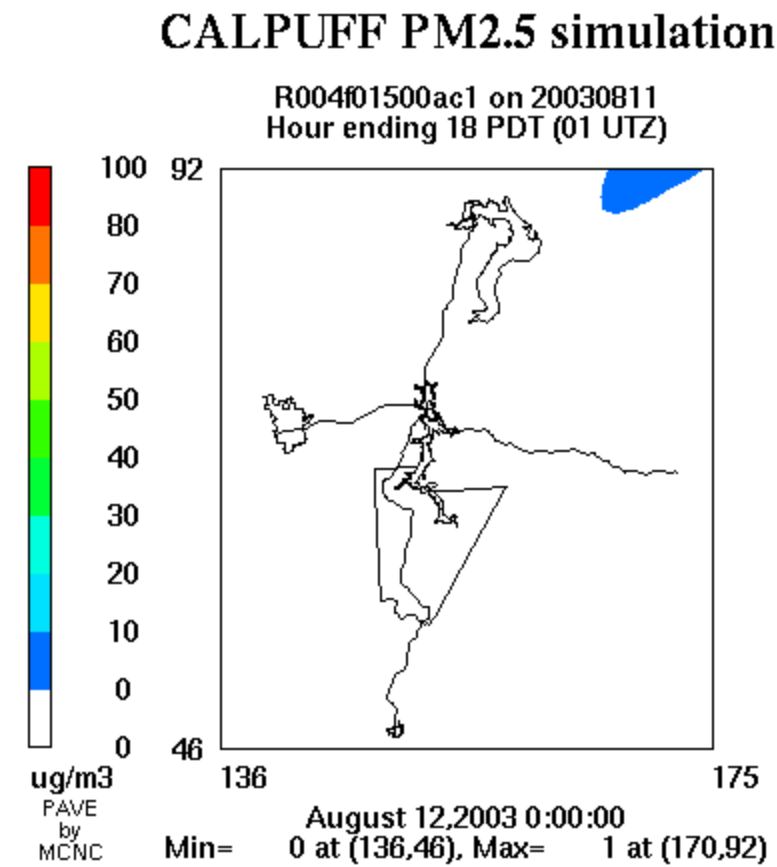 CALPUFF PM2.5 simulation
R004f01500ac1 on 20030811
Hour ending 18 PDT (01 UTZ)
100
80
70
60
50
40
30
20
10
0
0
ug/m3
PAVE
by
MCNC
92
46
136
175
August 12,2003 0:00:00
Min= 0 at (136,46), Max= 1 at (170,92)